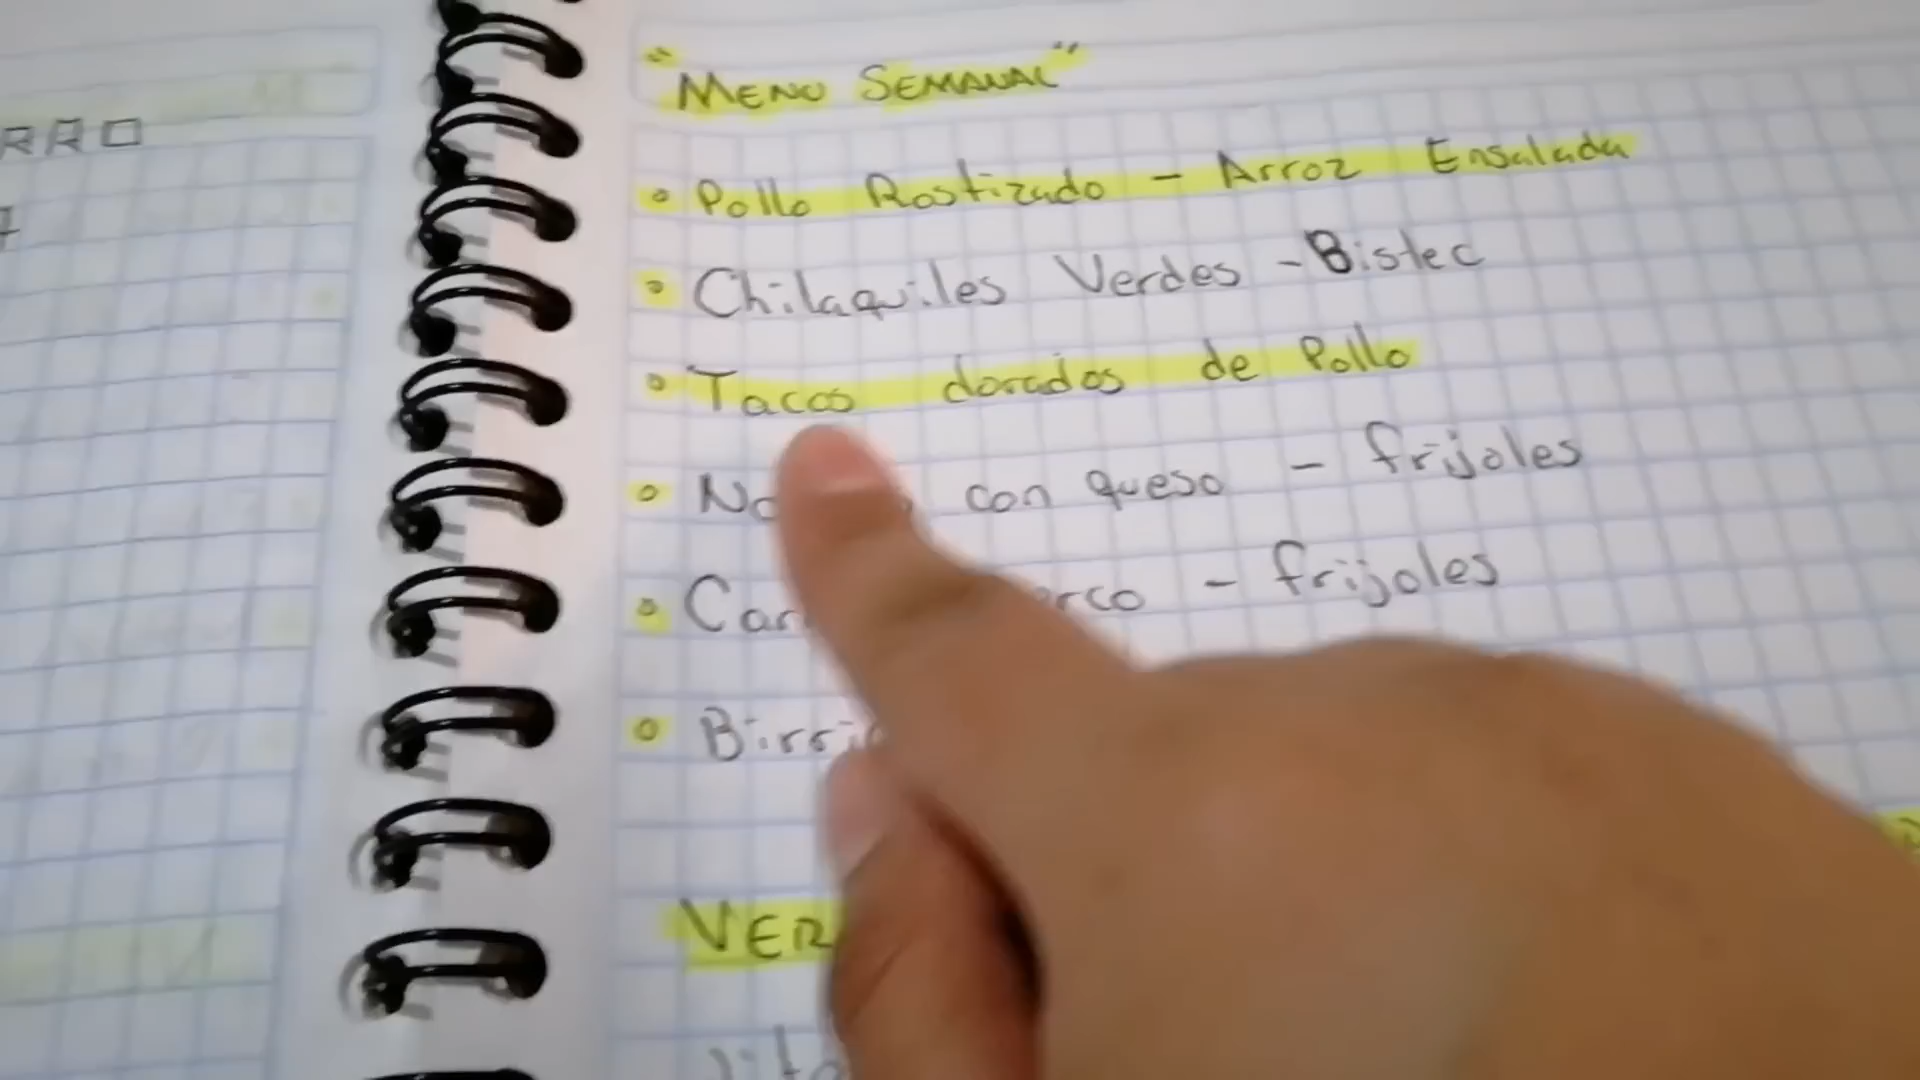 RRO
"MENU SEMANAL"
Pollo Rostizado - Arroz Ensalada
Chilaquiles Verdes - Bistec
Tacos dorados de Pollo
con queso - frijoles
- frijoles